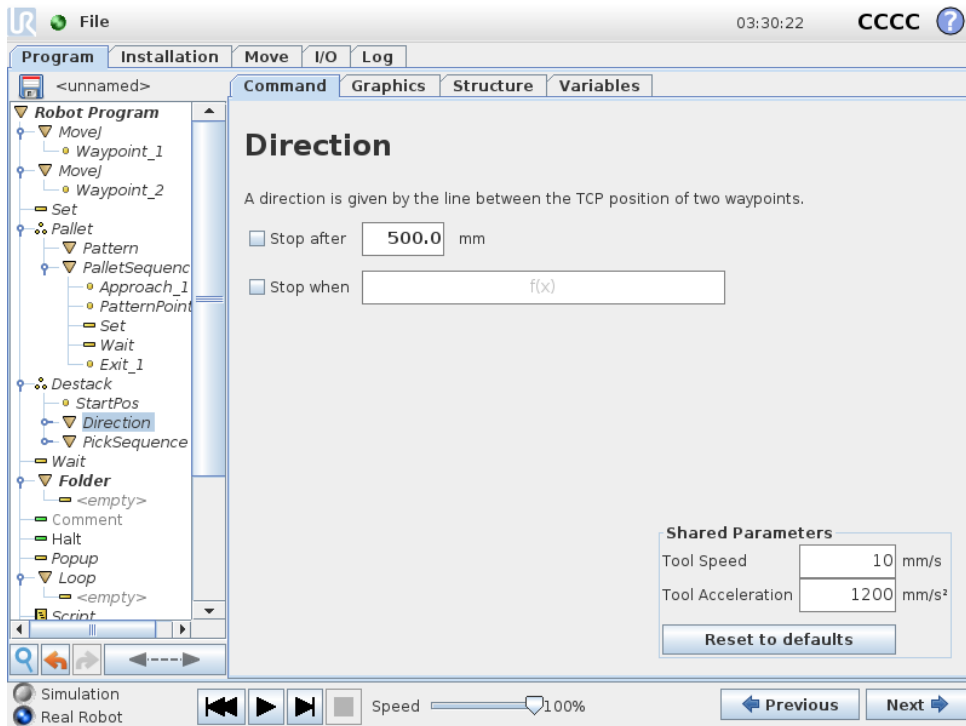 UR File 03:30:22 CCCC ?
Program Installation Move I/O Log
<unnamed>
Command Graphics Structure Variables
Robot Program
MoveJ
Waypoint_1
MoveJ
Waypoint_2
Set
Pallet
Pattern
PalletSequenc
Approach_1
PatternPoint
Set
Wait
Exit_1
Destack
StartPos
Direction
PickSequence
Wait
Folder
<empty>
Comment
Halt
Popup
Loop
<empty>
Script
Direction
A direction is given by the line between the TCP position of two waypoints.
Stop after 500.0 mm
Stop when f(x)
Shared Parameters
Tool Speed 10 mm/s
Tool Acceleration 1200 mm/s²
Reset to defaults
Simulation
Real Robot
Speed 100%
Previous Next